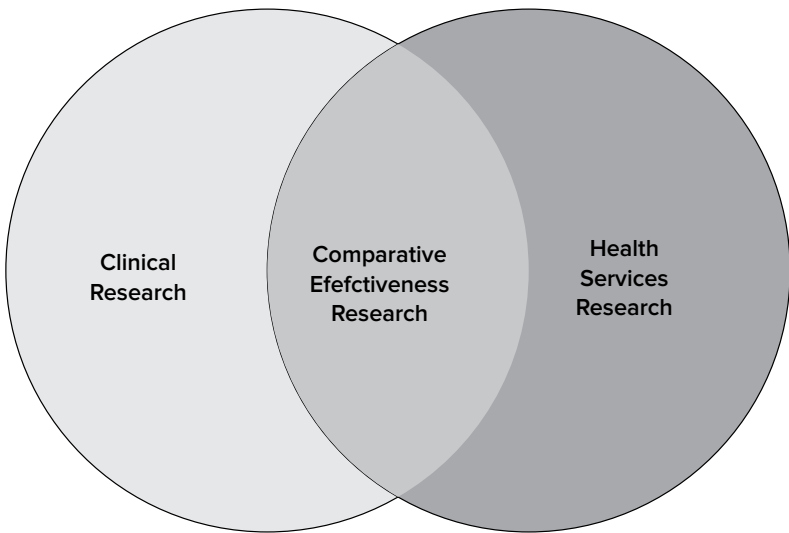 Clinical
Research
Comparative
Efefctiveness
Research
Health
Services
Research